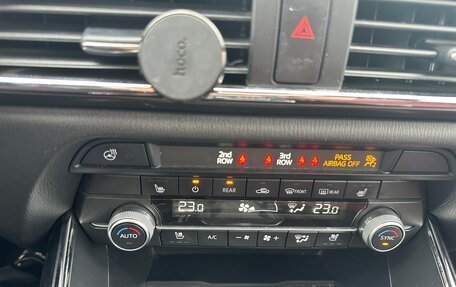 hoco.
2nd ROW 3rd ROW PASS AIRBAG OFF
REAR FRONT REAR
23.0 23.0
AUTO A/C SYNC